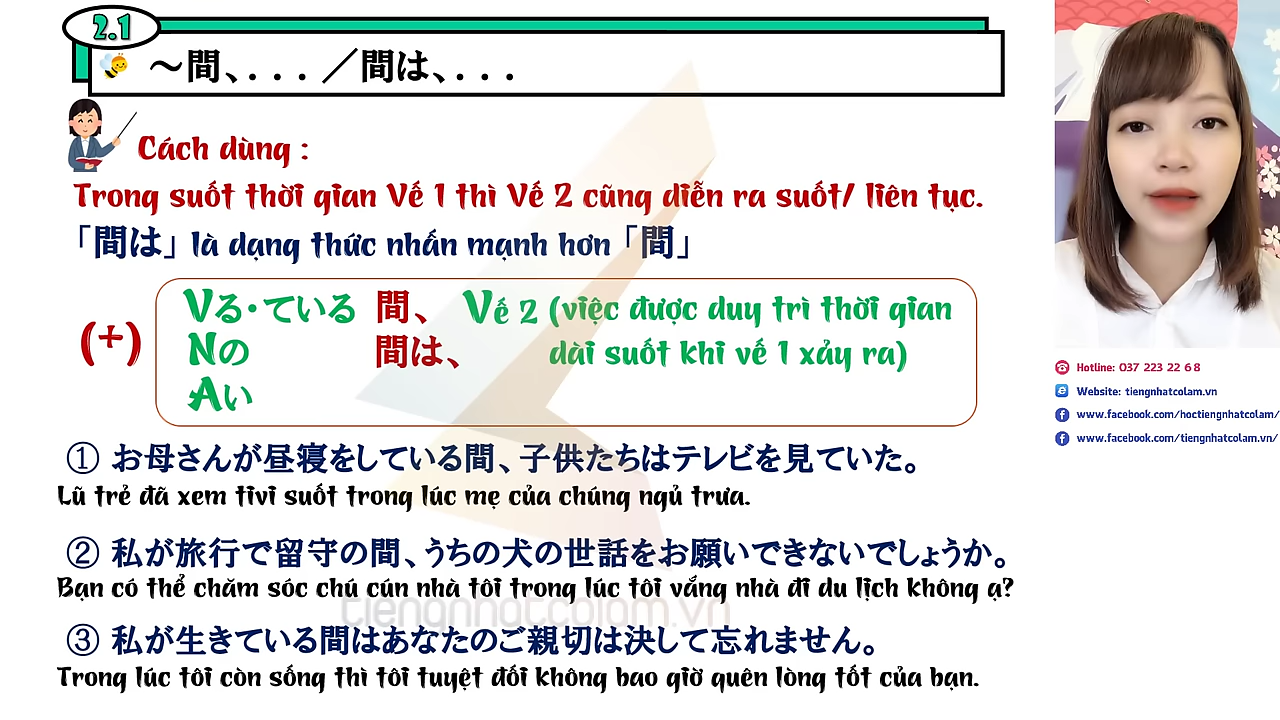 2.1
～間、. . . ／間は、. . .
Cách dùng :
Trong suốt thời gian Vế 1 thì Vế 2 cũng diễn ra suốt/ liên tục.
「間は」 là dạng thức nhấn mạnh hơn 「間」
(+)
Vる・ている 間、 Vế 2 (việc được duy trì thời gian
Nの 間は、 dài suốt khi vế 1 xảy ra)
Aい
① お母さんが昼寝をしている間、子供たちはテレビを見ていた。
Lũ trẻ đã xem tivi suốt trong lúc mẹ của chúng ngủ trưa.
② 私が旅行で留守の間、うちの犬の世話をお願いできないでしょうか。
Bạn có thể chăm sóc chú cún nhà tôi trong lúc tôi vắng nhà đi du lịch không ạ?
tiengnhatcolam.vn
③ 私が生きている間はあなたのご親切は決して忘れません。
Trong lúc tôi còn sống thì tôi tuyệt đối không bao giờ quên lòng tốt của bạn.
Hotline: 037 223 22 68
Website: tiengnhatcolam.vn
www.facebook.com/hoctiengnhatcolam/
www.facebook.com/tiengnhatcolam.vn/